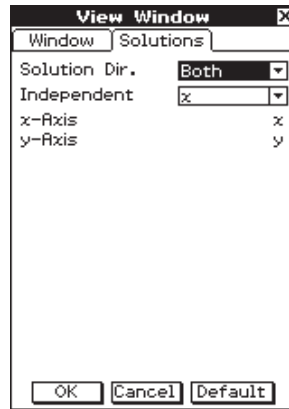 View Window X
Window Solutions
Solution Dir. Both
Independent x
x-Axis x
y-Axis y
OK Cancel Default